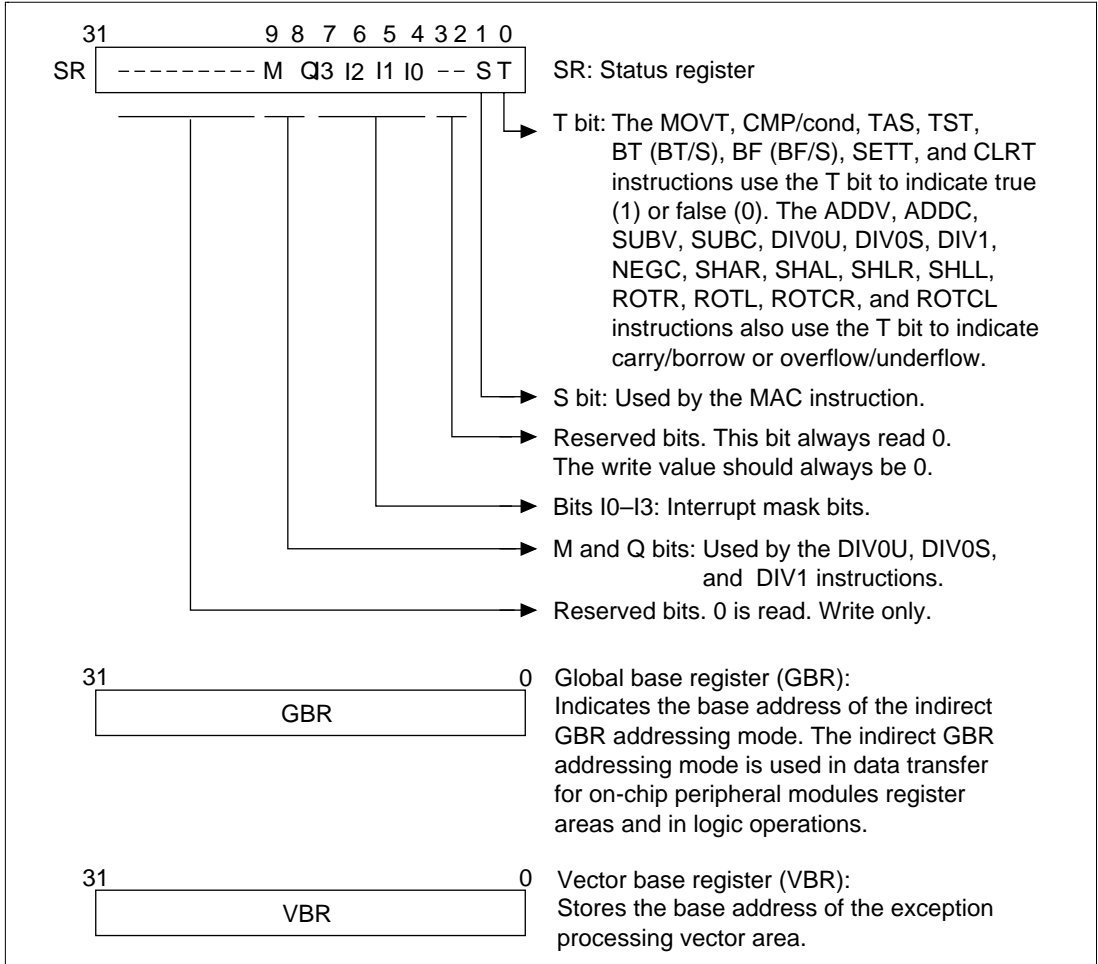 31 9 8 7 6 5 4 3 2 1 0
SR --------- M Q I3 I2 I1 I0 -- S T SR: Status register
T bit: The MOVT, CMP/cond, TAS, TST,
BT (BT/S), BF (BF/S), SETT, and CLRT
instructions use the T bit to indicate true
(1) or false (0). The ADDV, ADDC,
SUBV, SUBC, DIV0U, DIV0S, DIV1,
NEGC, SHAR, SHAL, SHLR, SHLL,
ROTR, ROTL, ROTCR, and ROTCL
instructions also use the T bit to indicate
carry/borrow or overflow/underflow.
S bit: Used by the MAC instruction.
Reserved bits. This bit always read 0.
The write value should always be 0.
Bits I0–I3: Interrupt mask bits.
M and Q bits: Used by the DIV0U, DIV0S,
and DIV1 instructions.
Reserved bits. 0 is read. Write only.
31 0 Global base register (GBR):
GBR Indicates the base address of the indirect
GBR addressing mode. The indirect GBR
addressing mode is used in data transfer
for on-chip peripheral modules register
areas and in logic operations.
31 0 Vector base register (VBR):
VBR Stores the base address of the exception
processing vector area.